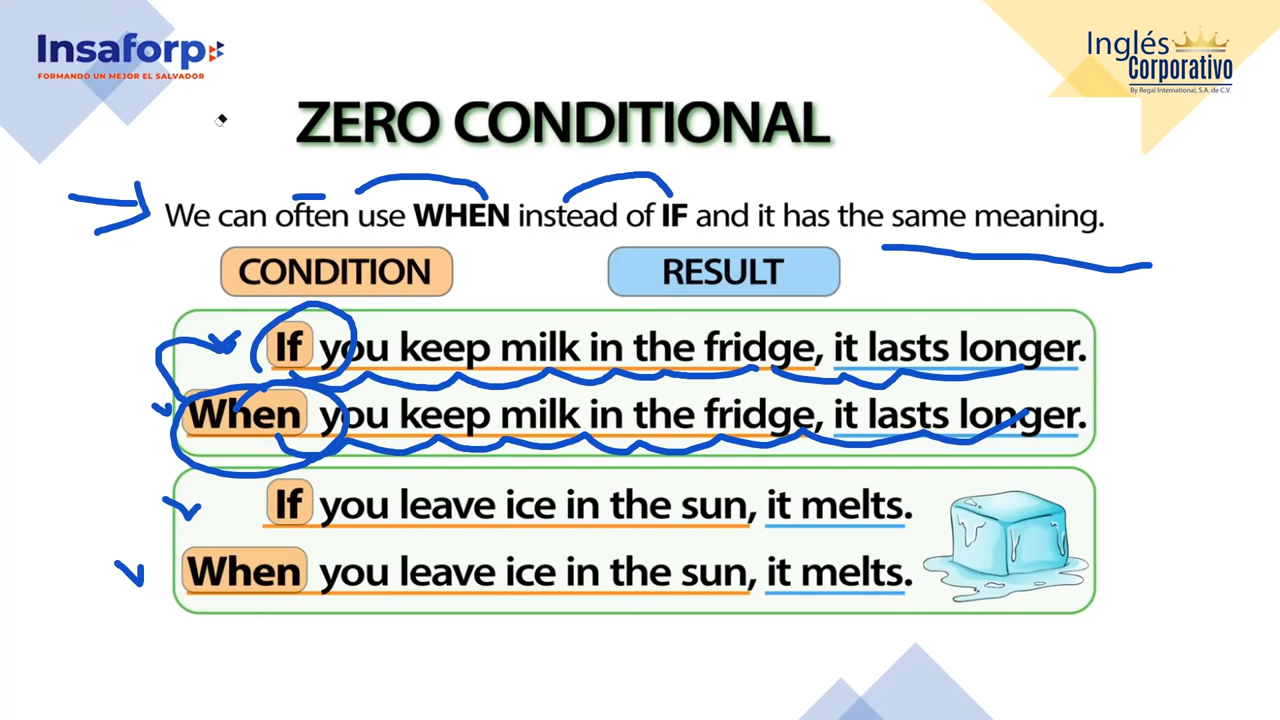 Insaforp
FORMANDO UN MEJOR EL SALVADOR
Inglés
Corporativo
By Regal International, S.A. de C.V.
ZERO CONDITIONAL
We can often use WHEN instead of IF and it has the same meaning.
CONDITION RESULT
If you keep milk in the fridge, it lasts longer.
When you keep milk in the fridge, it lasts longer.
If you leave ice in the sun, it melts.
When you leave ice in the sun, it melts.